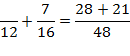 /12 + 7/16 = (28 + 21)/48